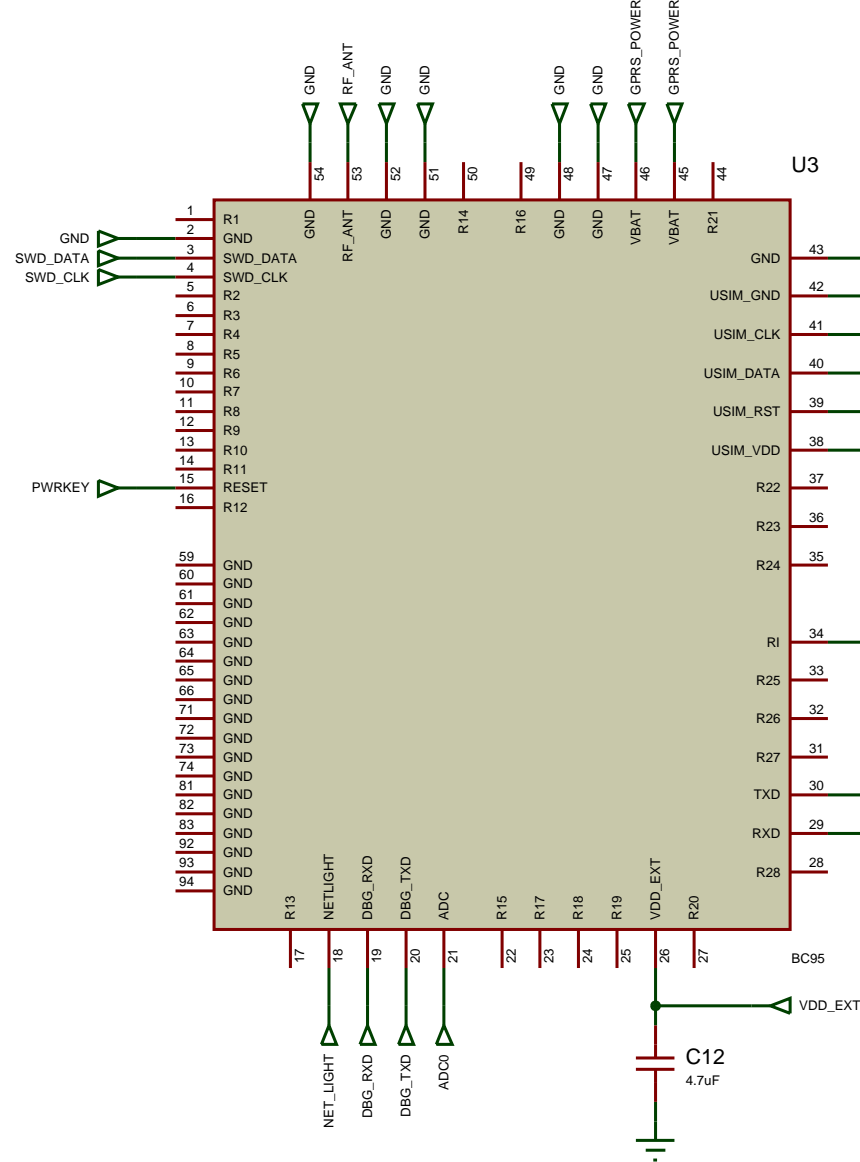 GND
RF_ANT
GND
GND
GND
GND
GPRS_POWER
GPRS_POWER
54
53
52
51
50
49
48
47
46
45
44
U3
GND
RF_ANT
GND
GND
R14
R16
GND
GND
VBAT
VBAT
R21
1 R1
GND 2 GND
SWD_DATA 3 SWD_DATA
SWD_CLK 4 SWD_CLK
5 R2
6 R3
7 R4
8 R5
9 R6
10 R7
11 R8
12 R9
13 R10
14 R11
PWRKEY 15 RESET
16 R12
59 GND
60 GND
61 GND
62 GND
63 GND
64 GND
65 GND
66 GND
71 GND
72 GND
73 GND
74 GND
81 GND
82 GND
83 GND
92 GND
93 GND
94 GND
GND 43
USIM_GND 42
USIM_CLK 41
USIM_DATA 40
USIM_RST 39
USIM_VDD 38
R22 37
R23 36
R24 35
RI 34
R25 33
R26 32
R27 31
TXD 30
RXD 29
R28 28
R13
NETLIGHT
DBG_RXD
DBG_TXD
ADC
R15
R17
R18
R19
VDD_EXT
R20
17
18
19
20
21
22
23
24
25
26
27
BC95
NET_LIGHT
DBG_RXD
DBG_TXD
ADC0
VDD_EXT
C12
4.7uF